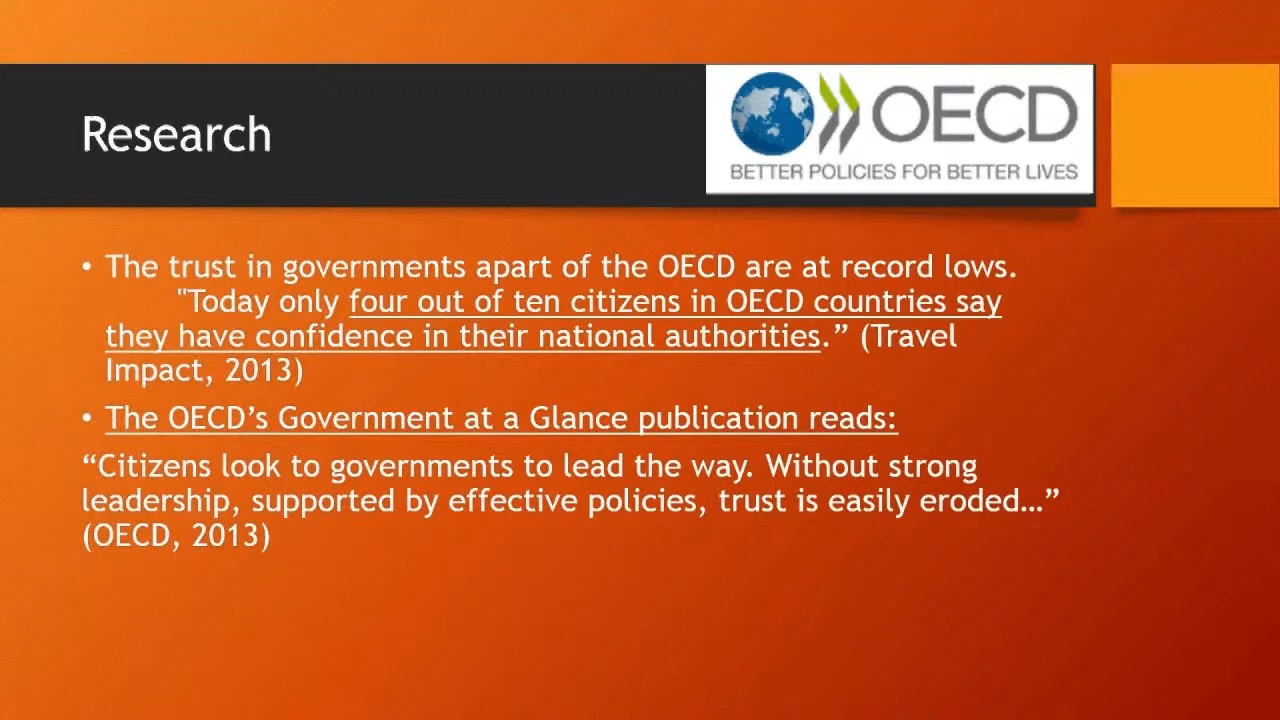 Research
OECD
BETTER POLICIES FOR BETTER LIVES
• The trust in governments apart of the OECD are at record lows.
"Today only four out of ten citizens in OECD countries say
they have confidence in their national authorities.” (Travel
Impact, 2013)
• The OECD’s Government at a Glance publication reads:
“Citizens look to governments to lead the way. Without strong
leadership, supported by effective policies, trust is easily eroded…”
(OECD, 2013)